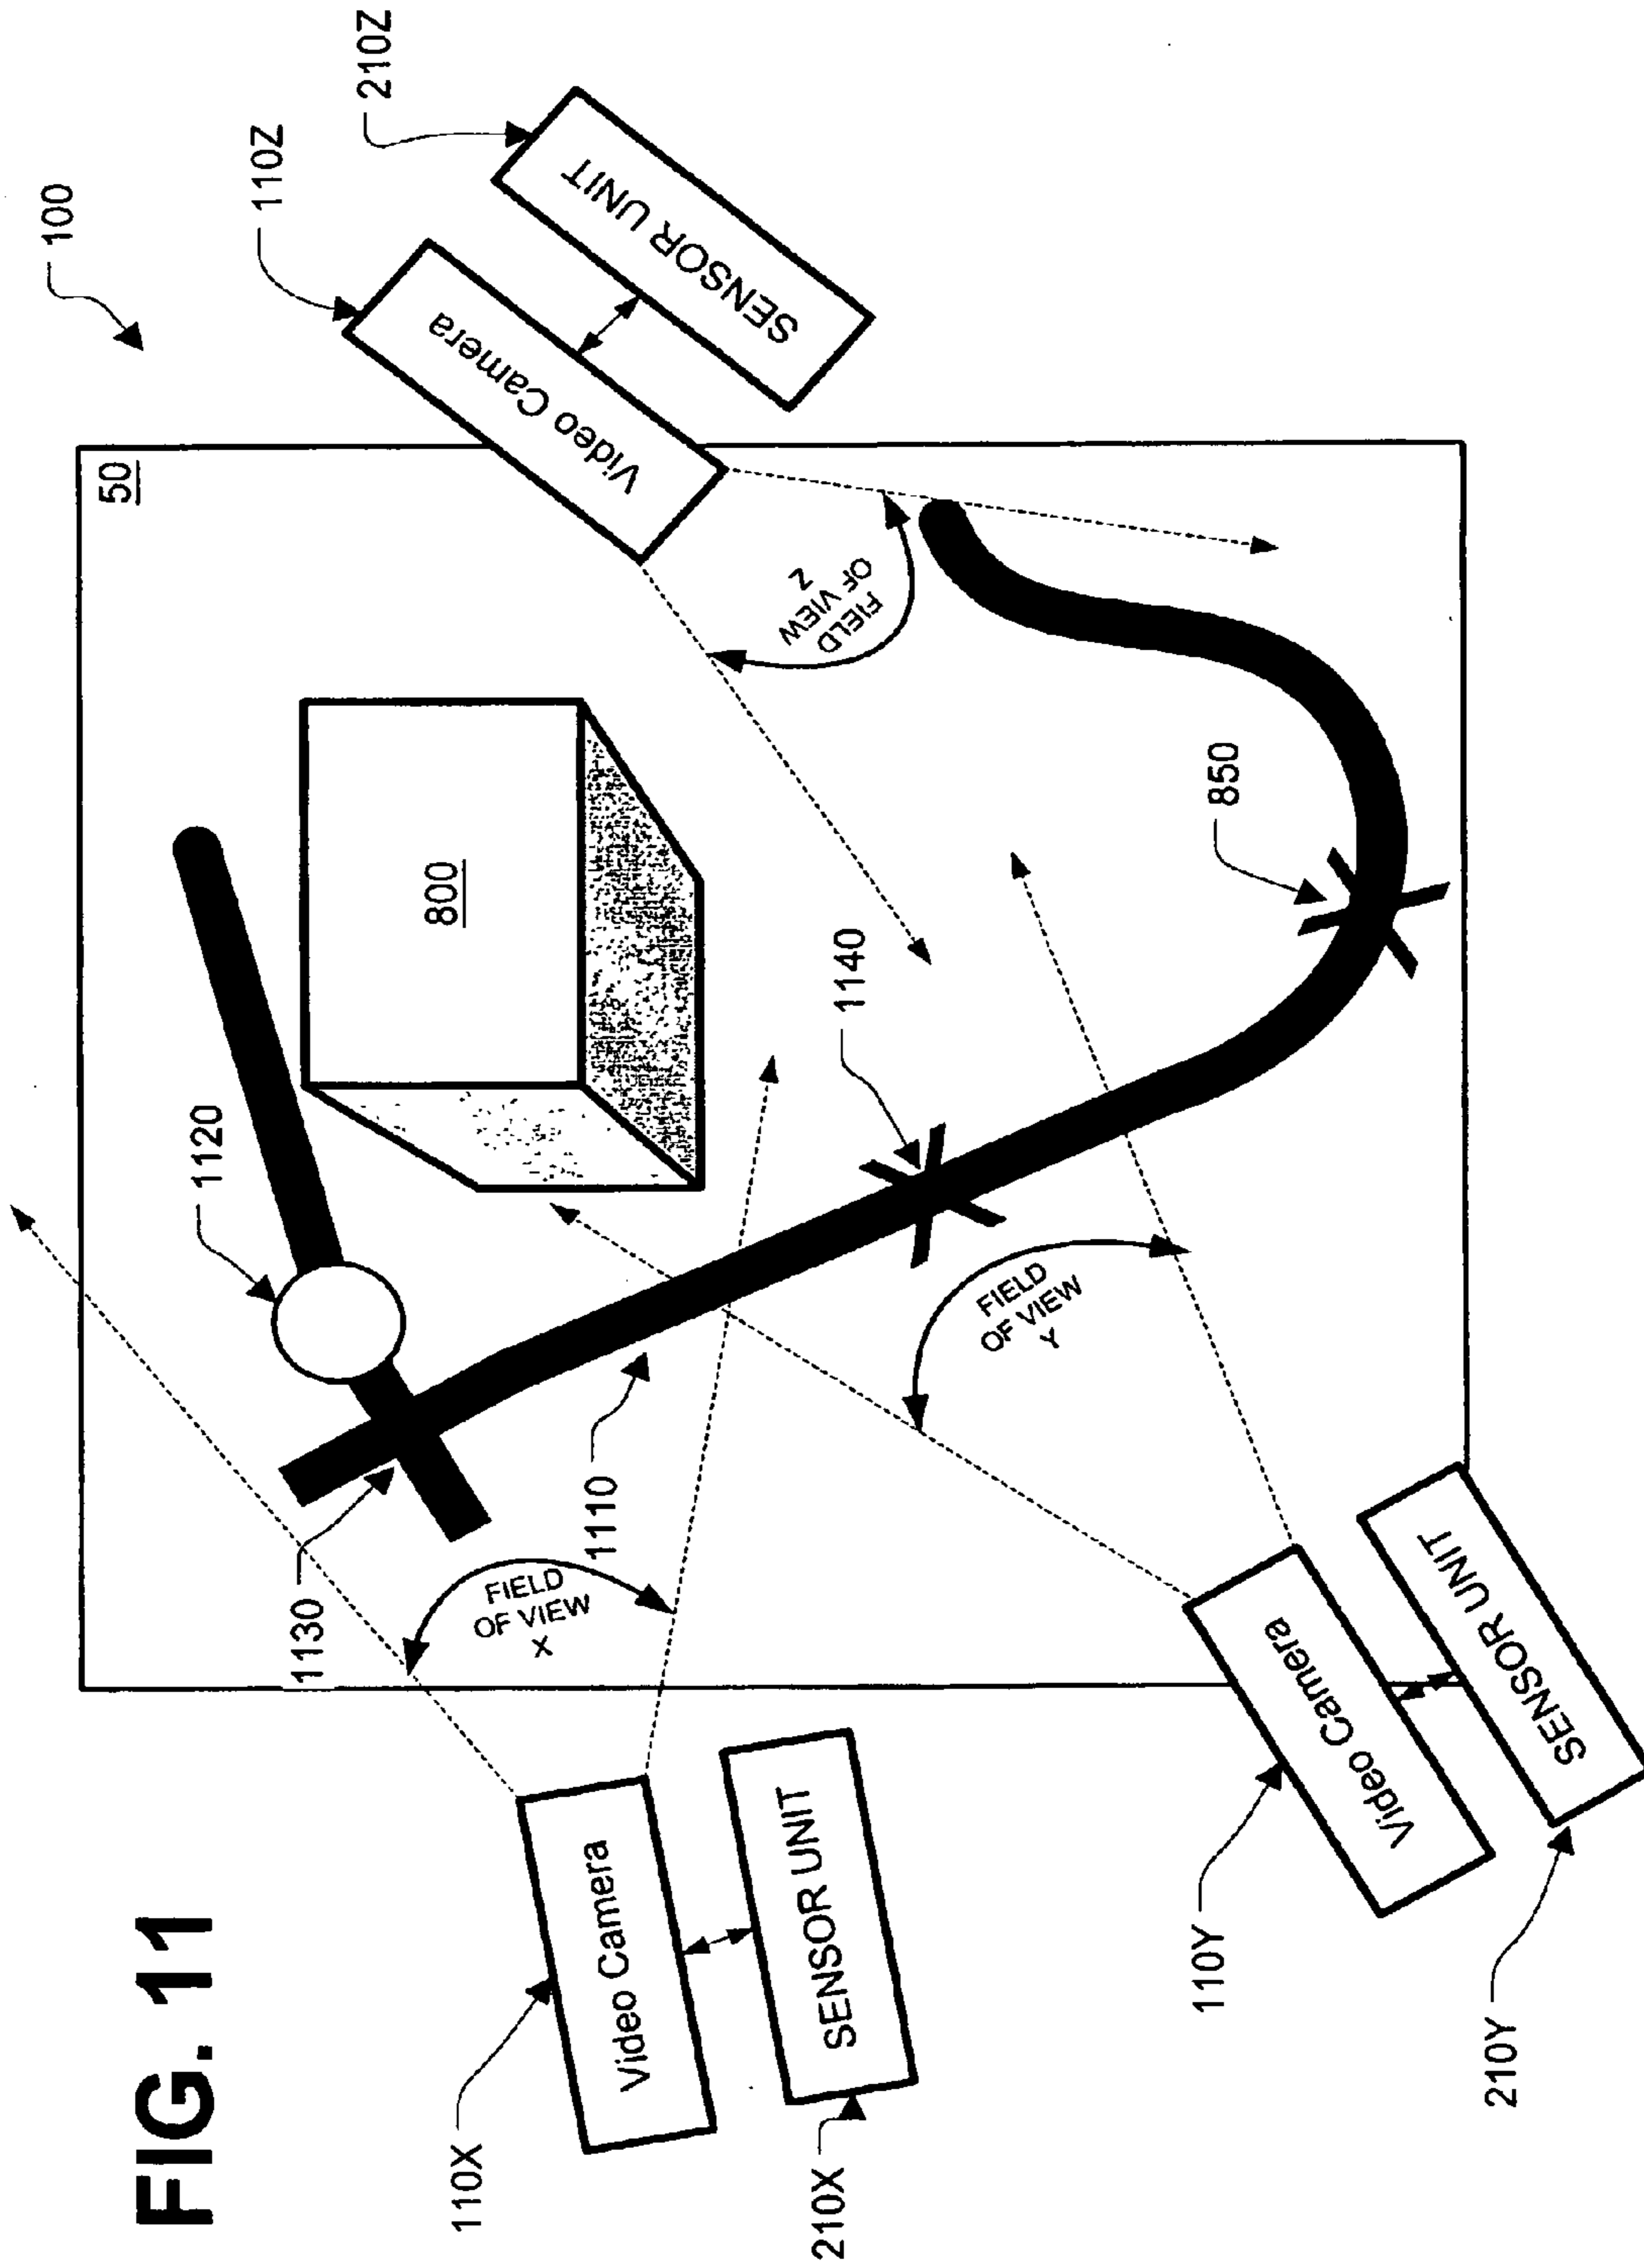 FIG. 11
100
110Z
210Z
50
Video Camera
SENSOR UNIT
1120
800
FIELD
OF VIEW
Z
1130
1140
850
FIELD
OF VIEW
X
1110
FIELD
OF VIEW
Y
110X
Video Camera
210X
SENSOR UNIT
110Y
Video Camera
210Y
SENSOR UNIT